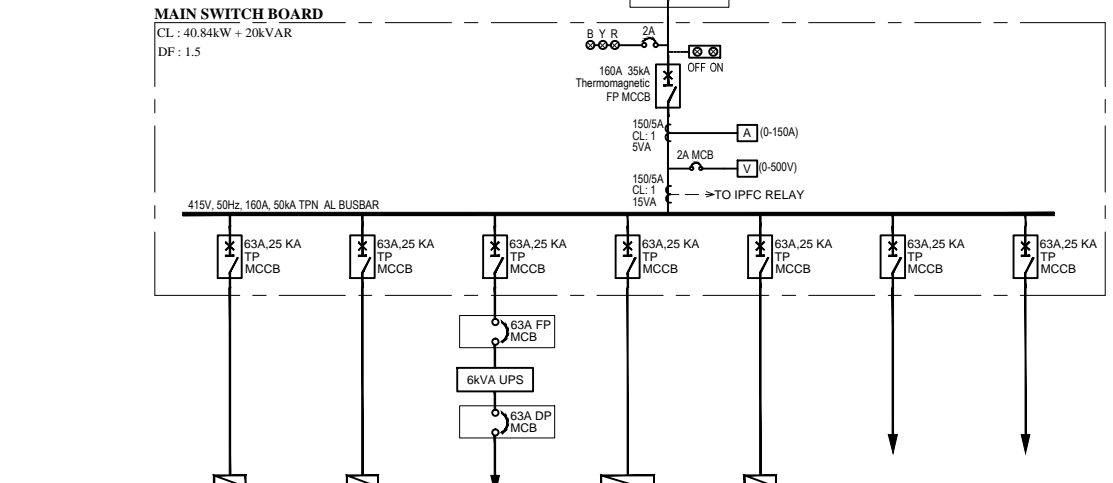 MAIN SWITCH BOARD
CL : 40.84kW + 20kVAR
DF : 1.5
B Y R
2A
OFF ON
160A 35kA
Thermomagnetic
FP MCCB
150/5A
CL: 1
5VA
A (0-150A)
2A MCB
V (0-500V)
150/5A
CL: 1
15VA
TO IPFC RELAY
415V, 50Hz, 160A, 50kA TPN AL BUSBAR
63A,25 KA
TP
MCCB
63A,25 KA
TP
MCCB
63A,25 KA
TP
MCCB
63A,25 KA
TP
MCCB
63A,25 KA
TP
MCCB
63A,25 KA
TP
MCCB
63A,25 KA
TP
MCCB
63A FP
MCB
6kVA UPS
63A DP
MCB